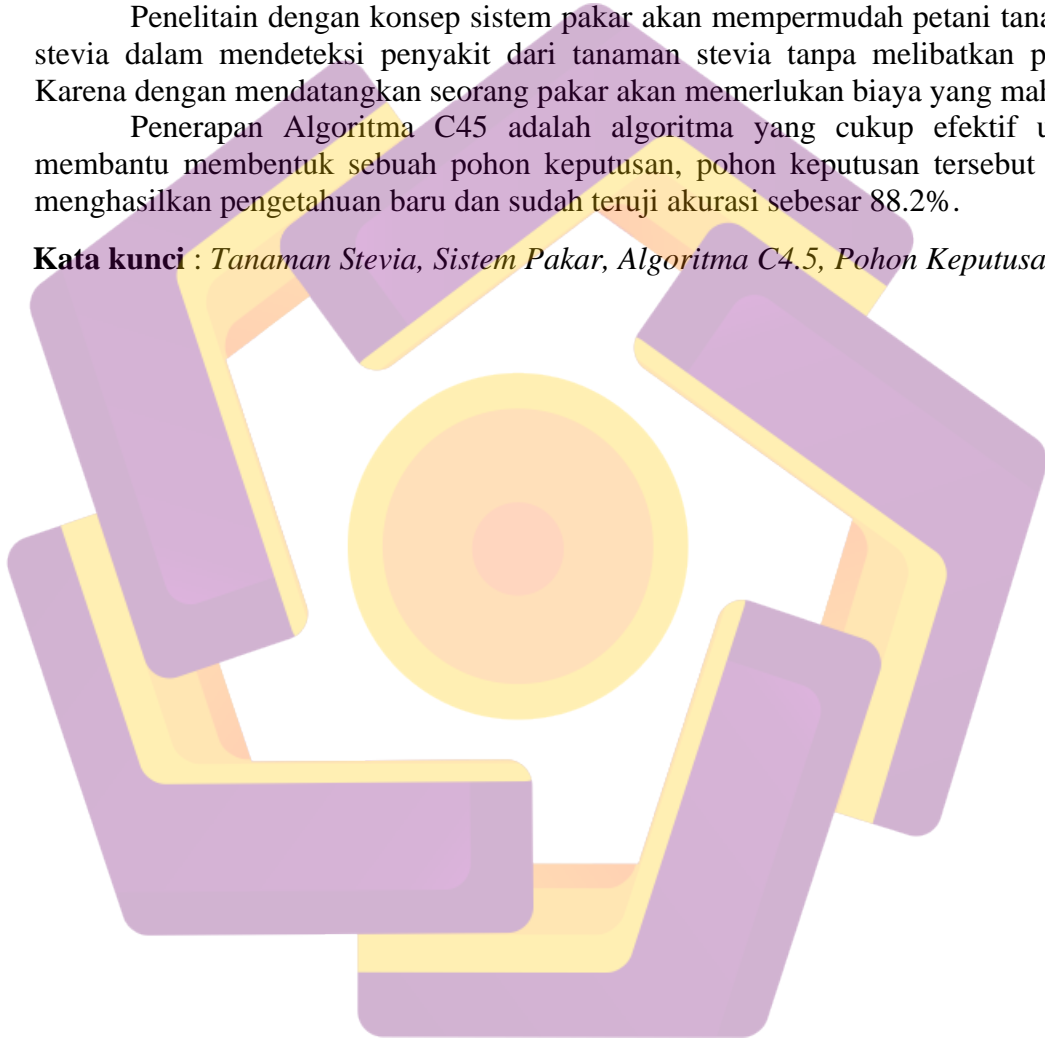 Penelitain dengan konsep sistem pakar akan mempermudah petani tana
stevia dalam mendeteksi penyakit dari tanaman stevia tanpa melibatkan p
Karena dengan mendatangkan seorang pakar akan memerlukan biaya yang mah
Penerapan Algoritma C45 adalah algoritma yang cukup efektif u
membantu membentuk sebuah pohon keputusan, pohon keputusan tersebut
menghasilkan pengetahuan baru dan sudah teruji akurasi sebesar 88.2%.
Kata kunci : Tanaman Stevia, Sistem Pakar, Algoritma C4.5, Pohon Keputusa